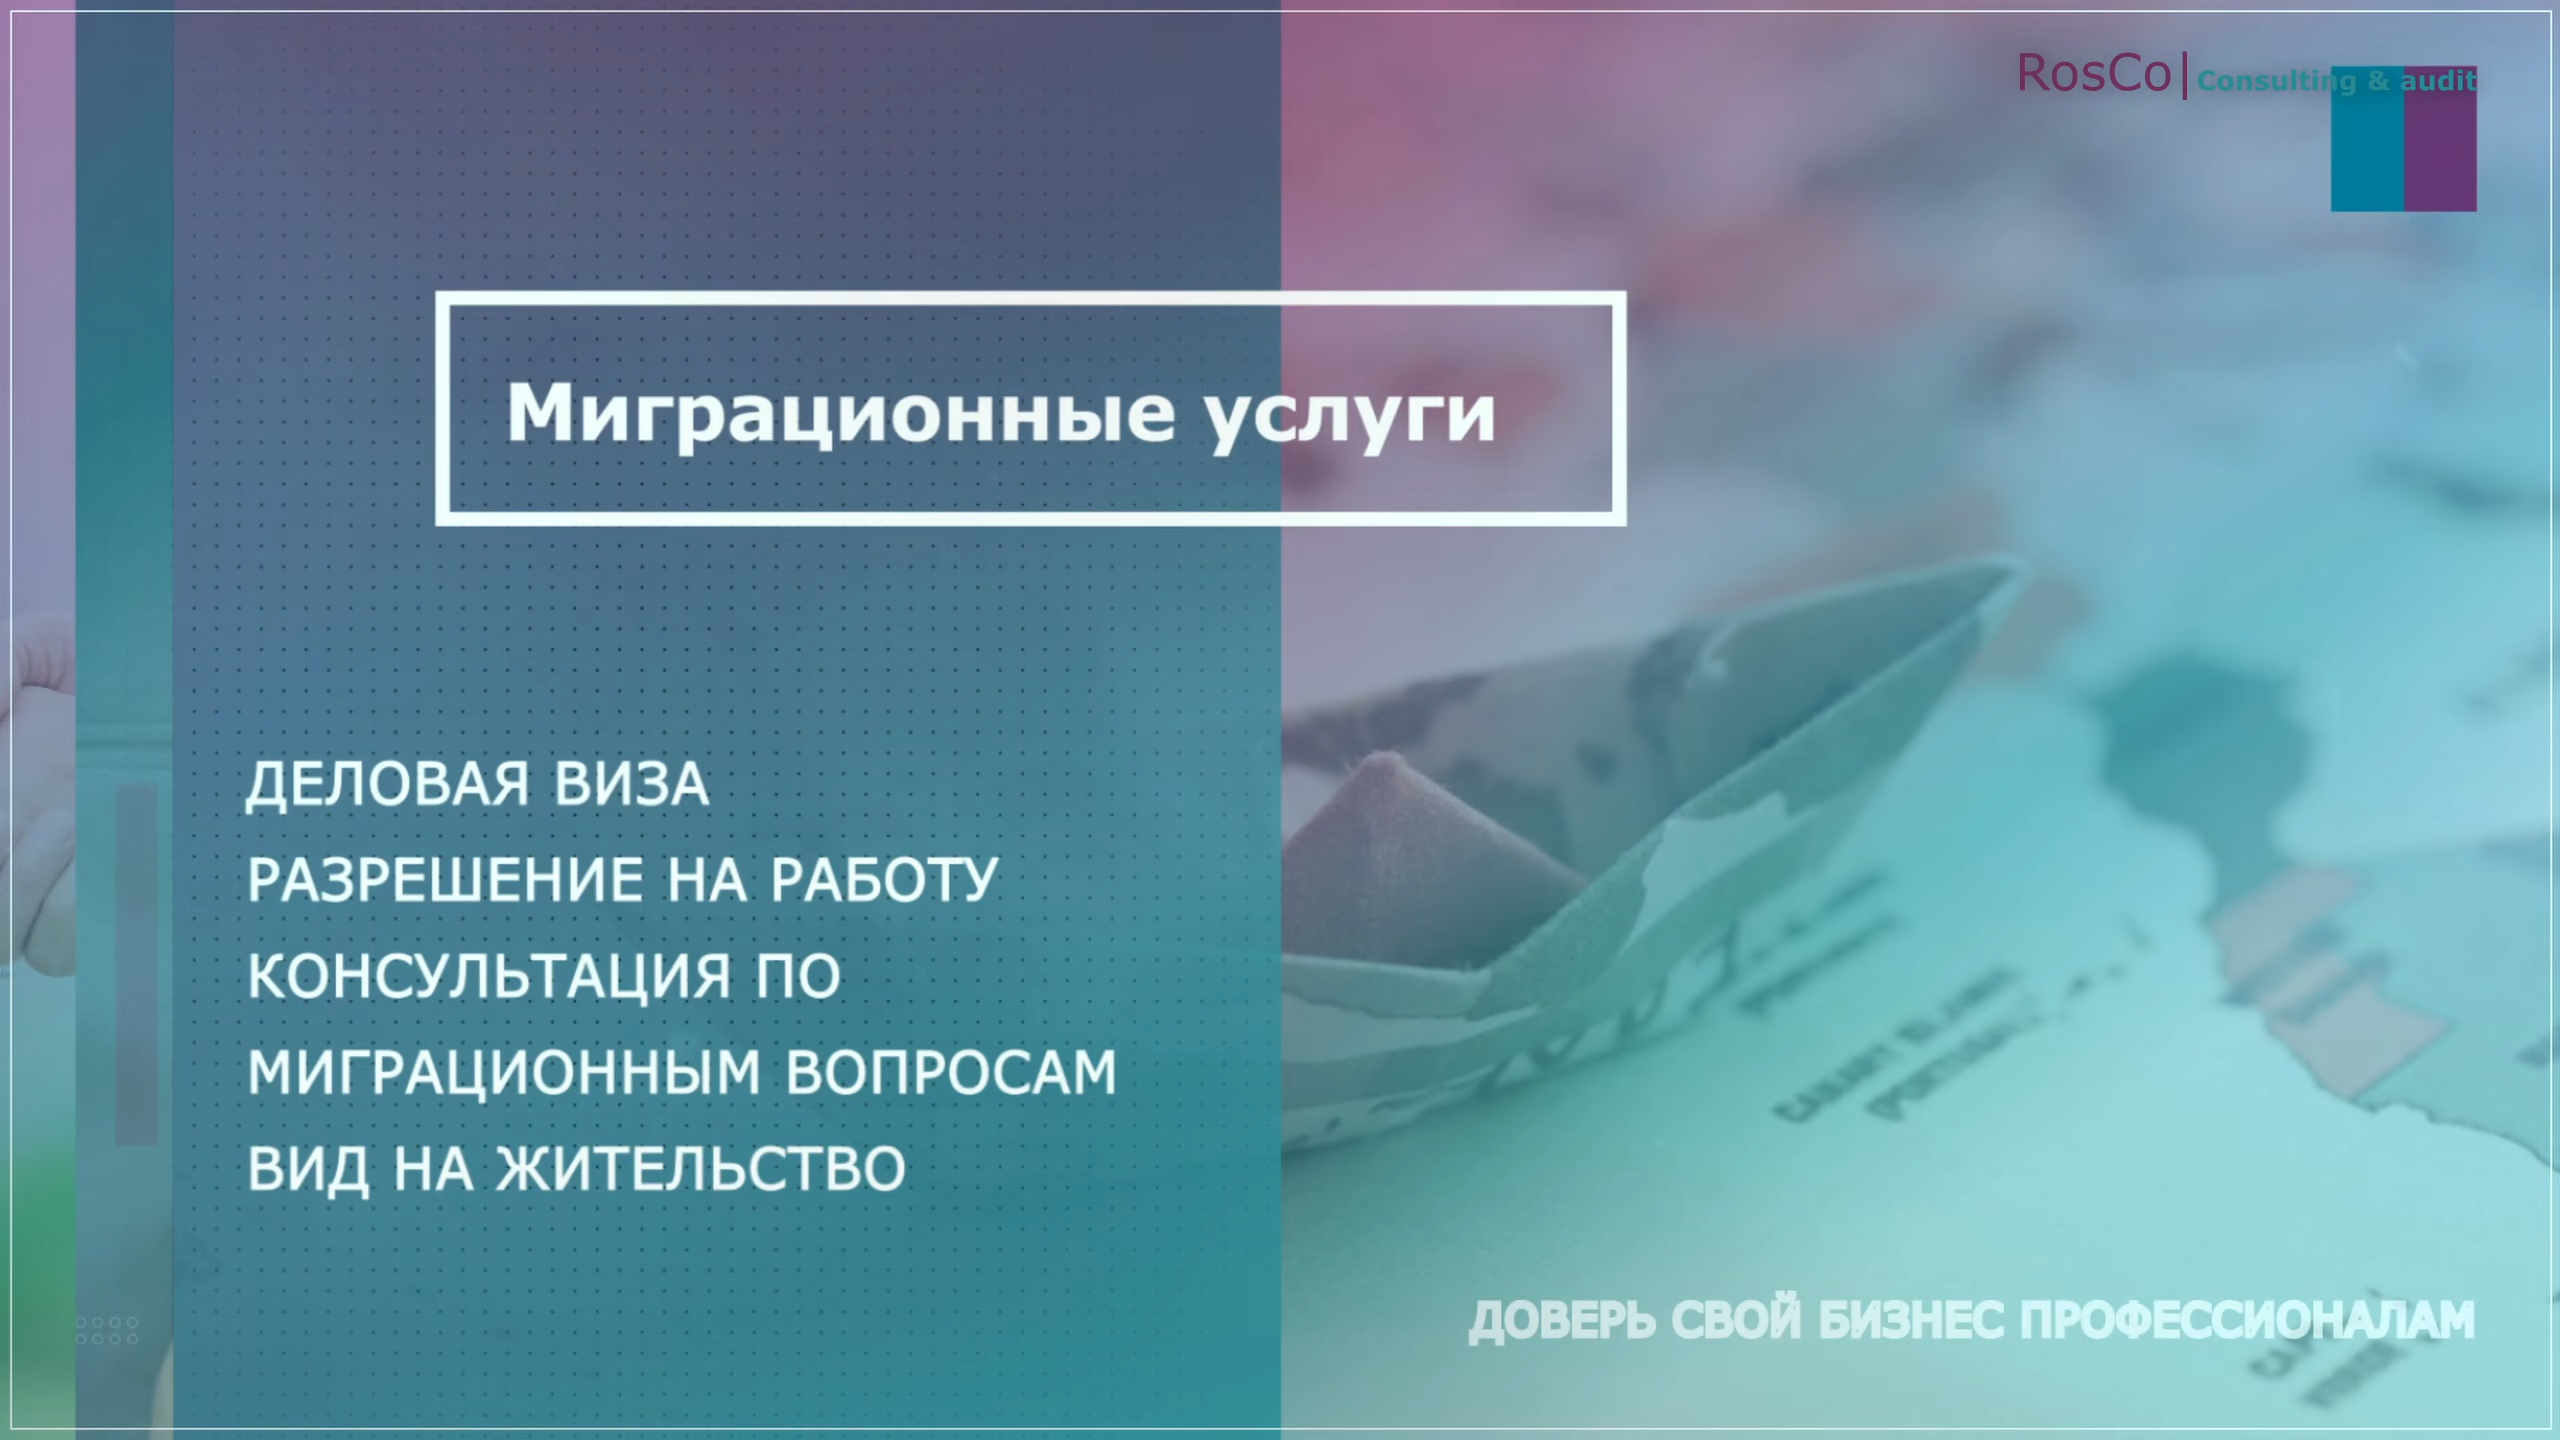 RosCo| Consulting & audit
Миграционные услуги
ДЕЛОВАЯ ВИЗА
РАЗРЕШЕНИЕ НА РАБОТУ
КОНСУЛЬТАЦИЯ ПО
МИГРАЦИОННЫМ ВОПРОСАМ
ВИД НА ЖИТЕЛЬСТВО
ДОВЕРЬ СВОЙ БИЗНЕС ПРОФЕССИОНАЛАМ